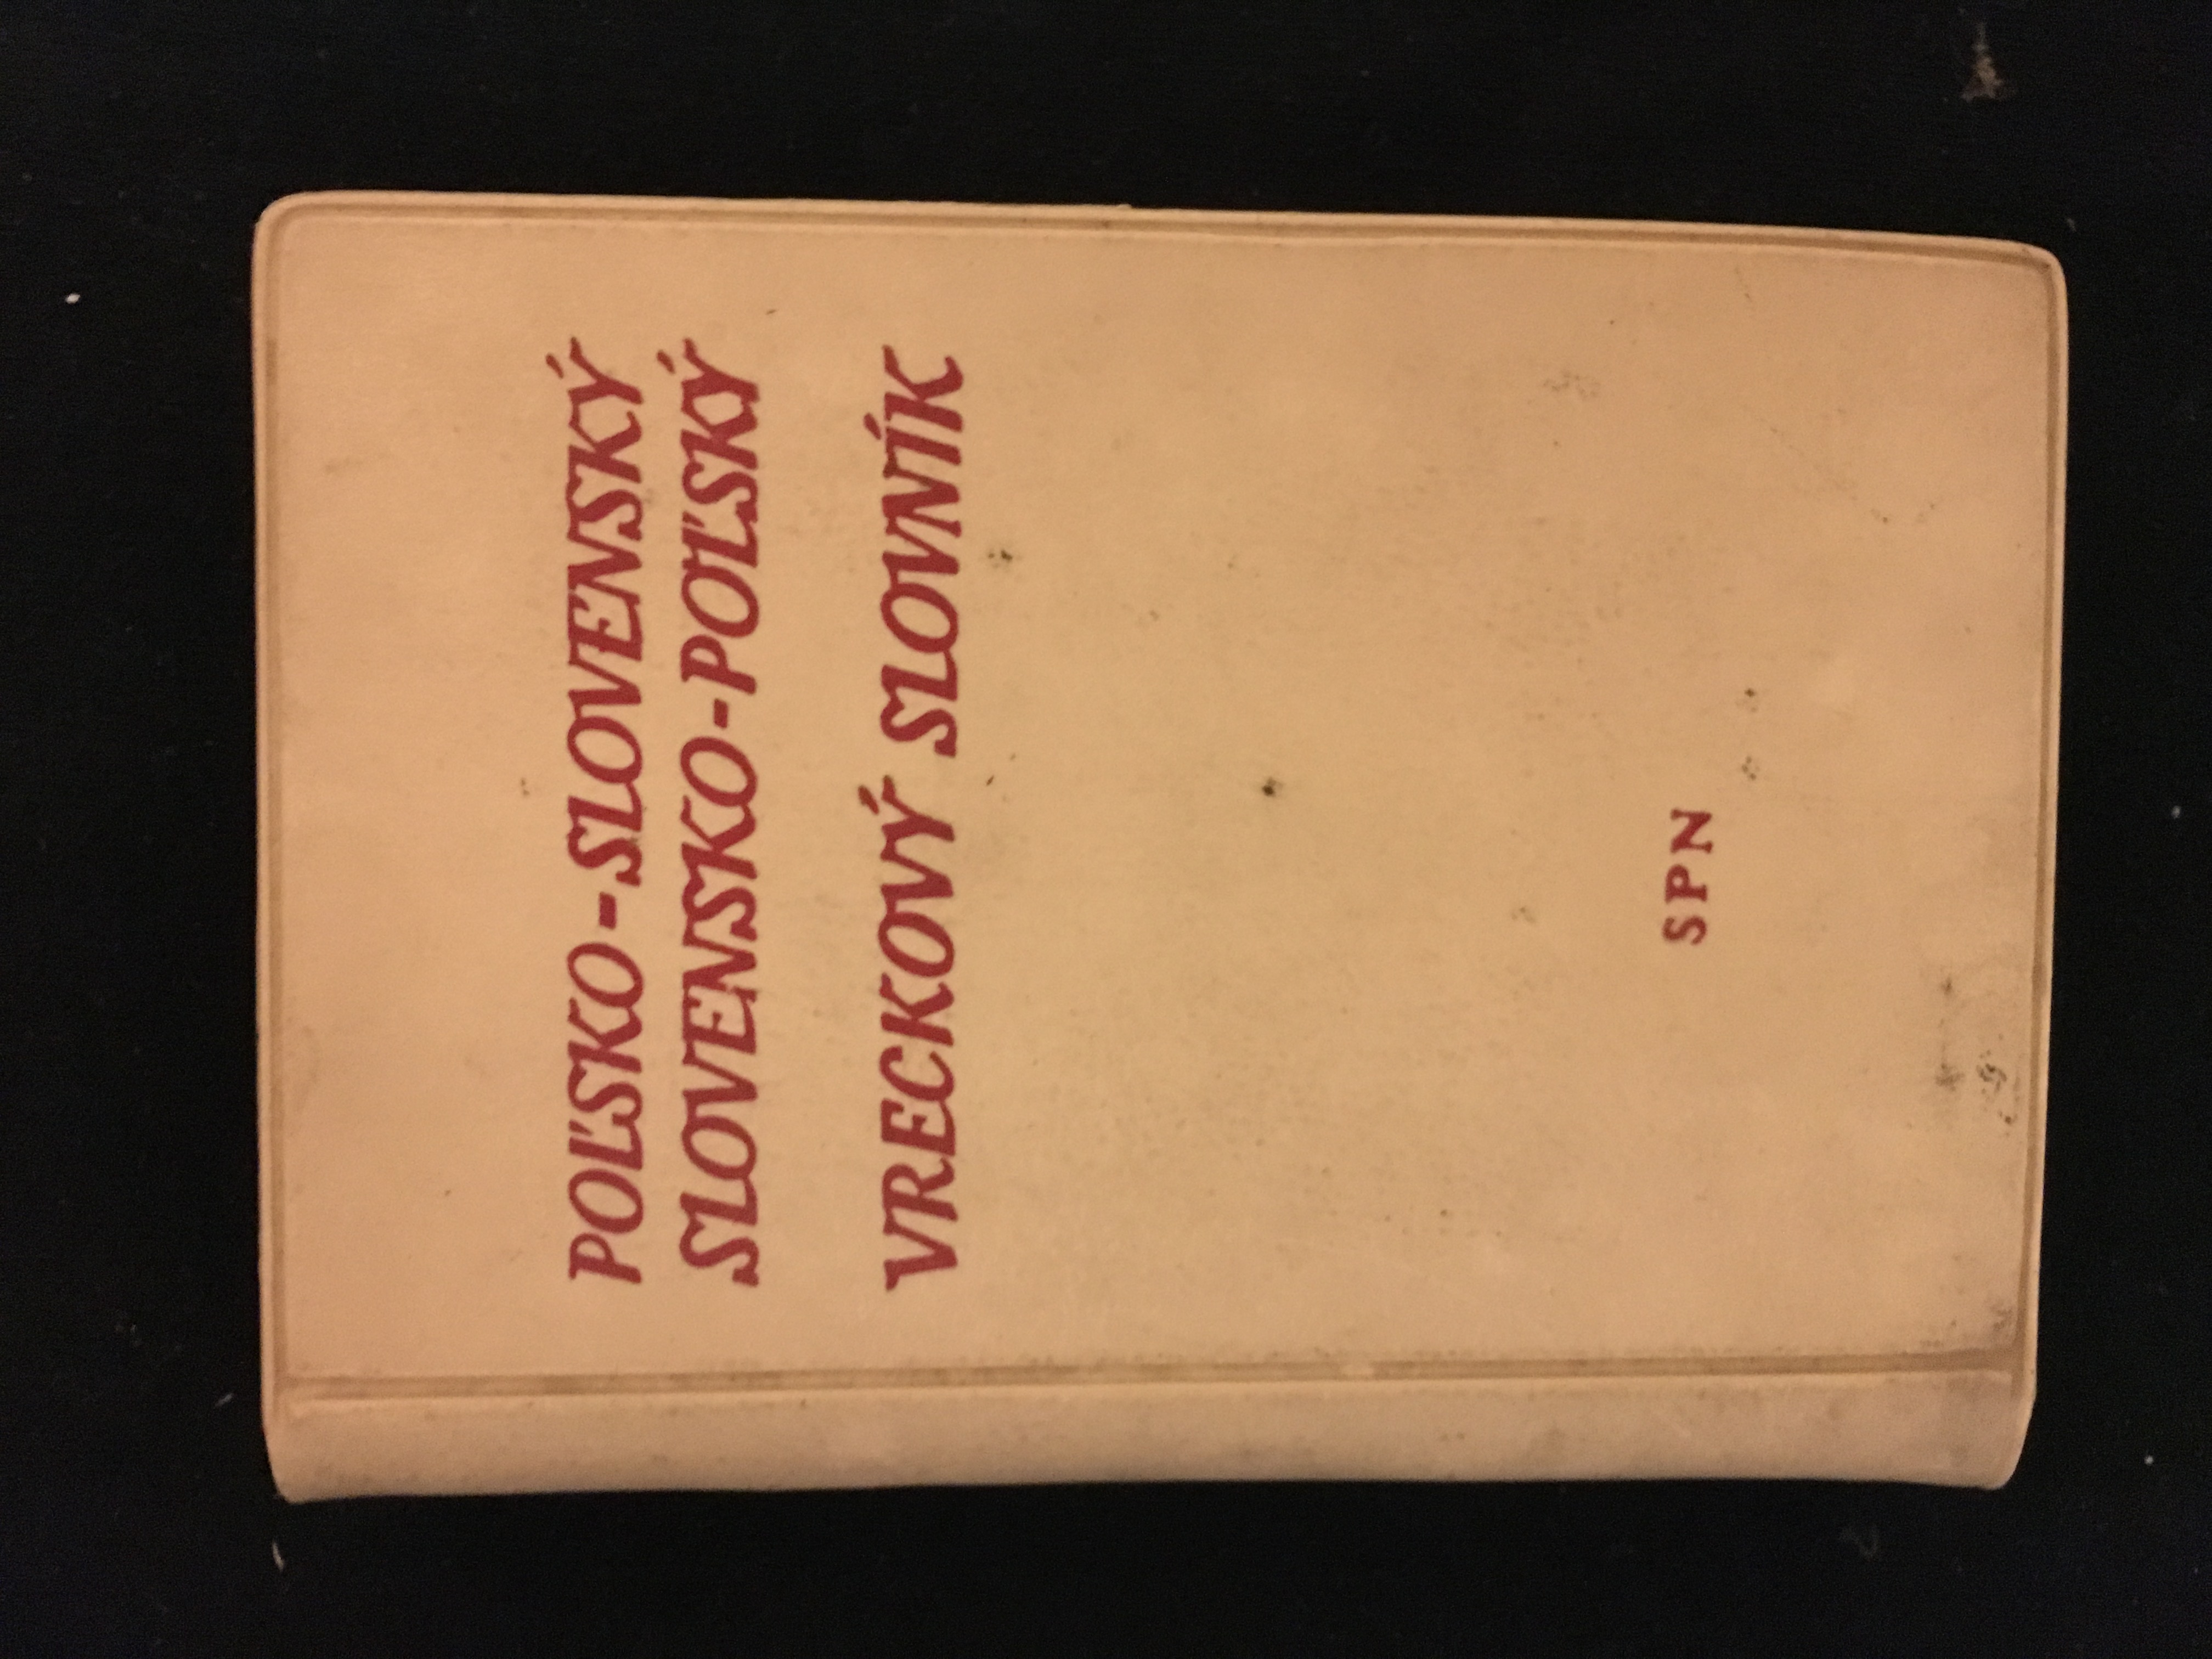 POĽSKO-SLOVENSKÝ
SLOVENSKO-POĽSKÝ
VRECKOVÝ SLOVNÍK
SPN